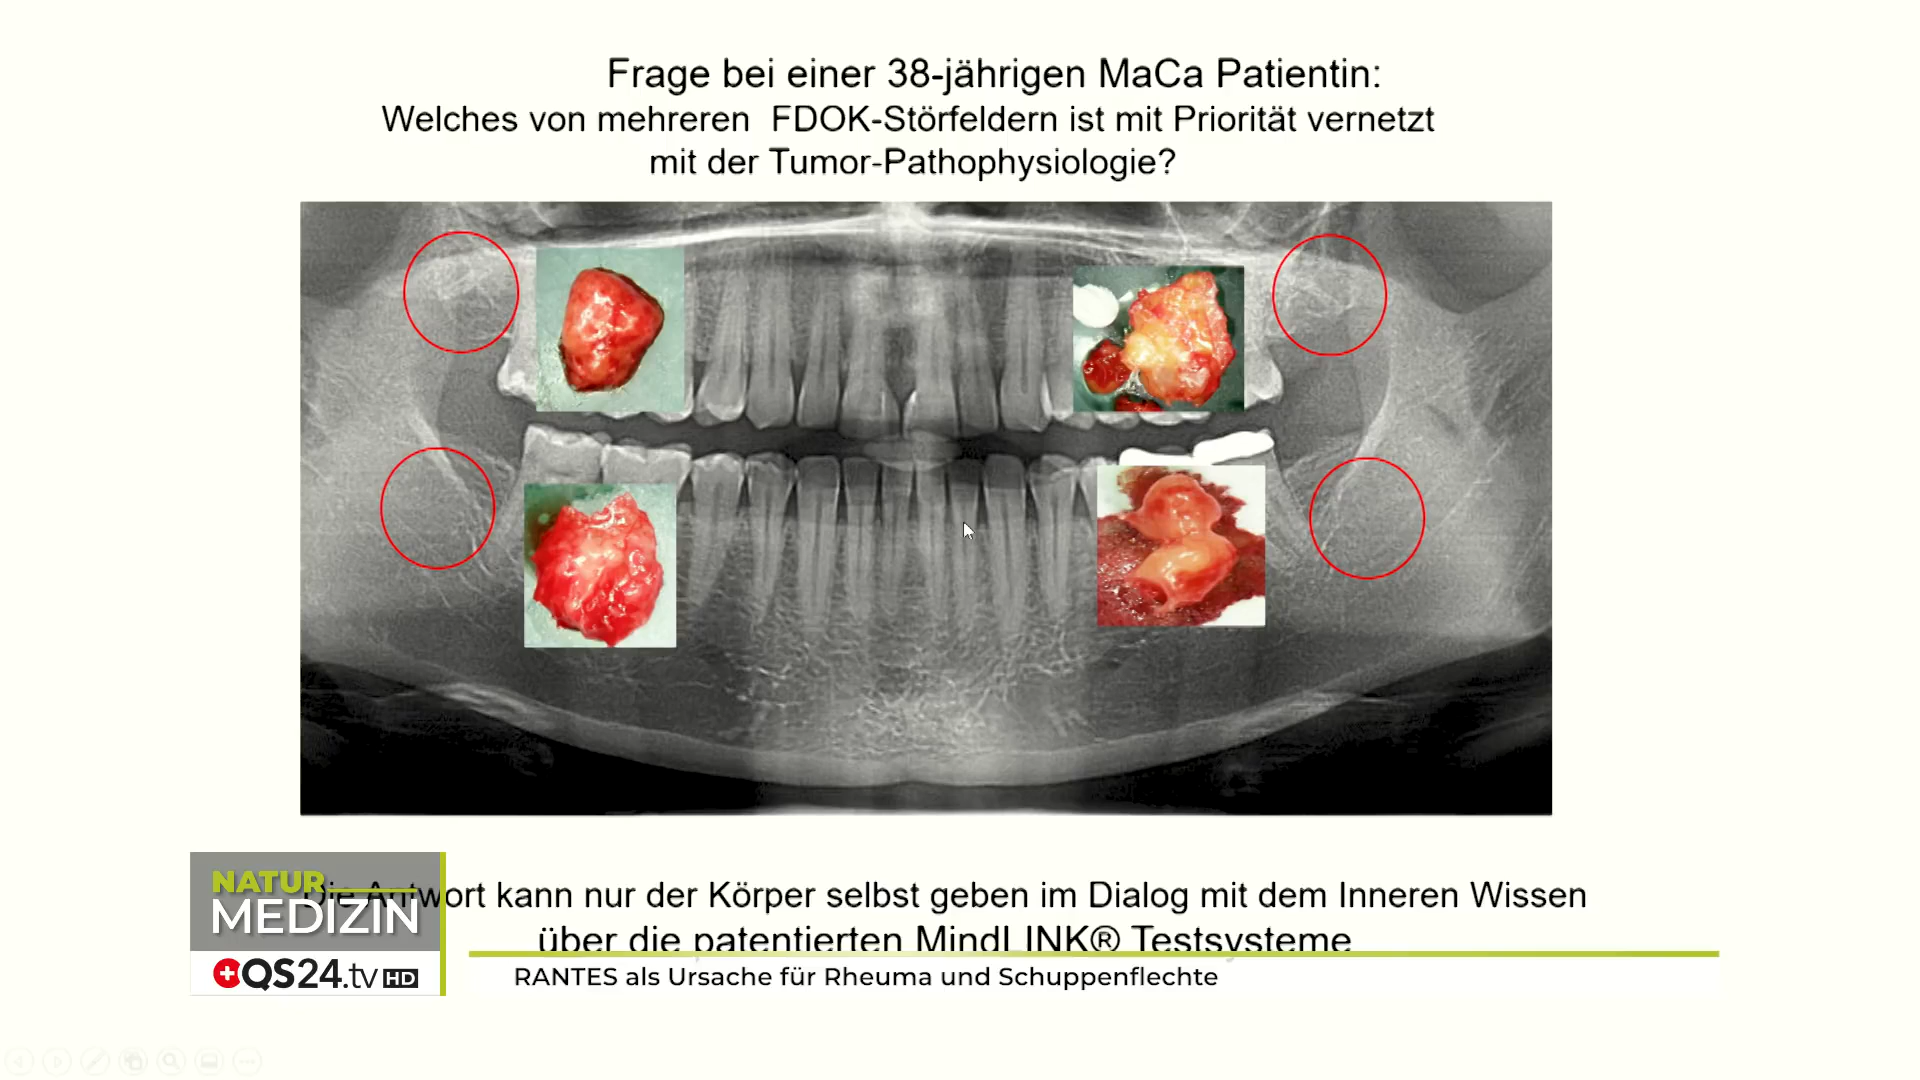 Frage bei einer 38-jährigen MaCa Patientin:
Welches von mehreren FDOK-Störfeldern ist mit Priorität vernetzt
mit der Tumor-Pathophysiologie?
Die Antwort kann nur der Körper selbst geben im Dialog mit dem Inneren Wissen
über die patentierten MindLINK® Testsysteme
NATUR
MEDIZIN
QS24.tv HD
RANTES als Ursache für Rheuma und Schuppenflechte